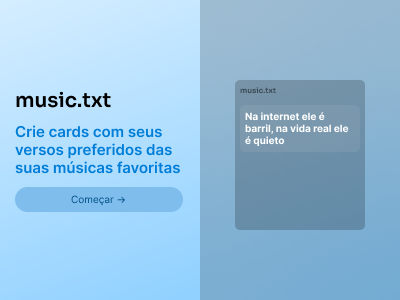 music.txt
Crie cards com seus
versos preferidos das
suas músicas favoritas
Começar →
music.txt
Na internet ele é
barril, na vida real ele
é quieto